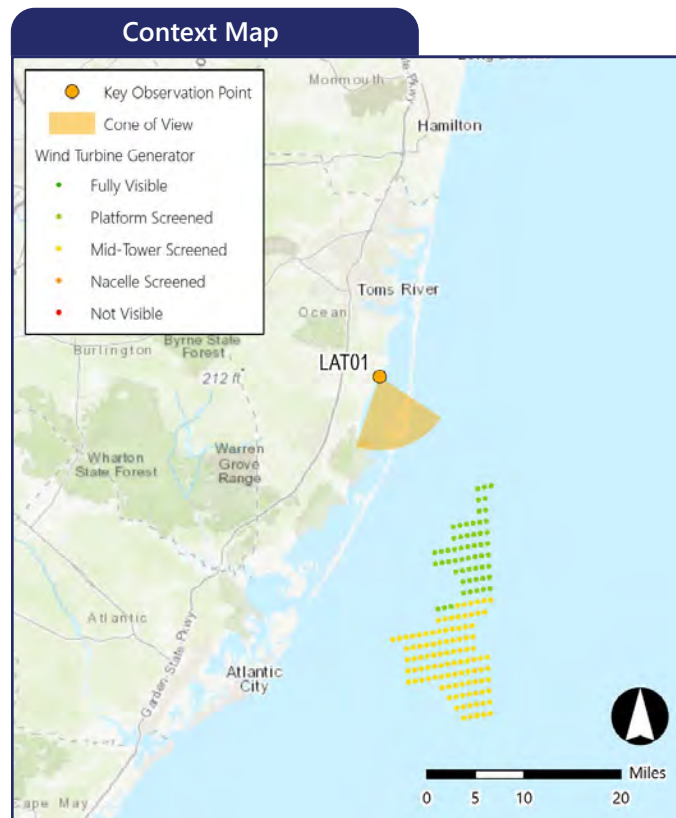 Context Map
Monmouth
Key Observation Point
Cone of View
Hamilton
Wind Turbine Generator
Fully Visible
Platform Screened
Mid-Tower Screened
Nacelle Screened
Toms River
Ocean
Not Visible
Byrne State
Forest
Burlington
LAT01
212 ft
Wharton
State Forest
Warren
Grove
Range
Atlantic
Garden State Pkwy
Atlantic
City
Miles
0 5 10 20
Cape May